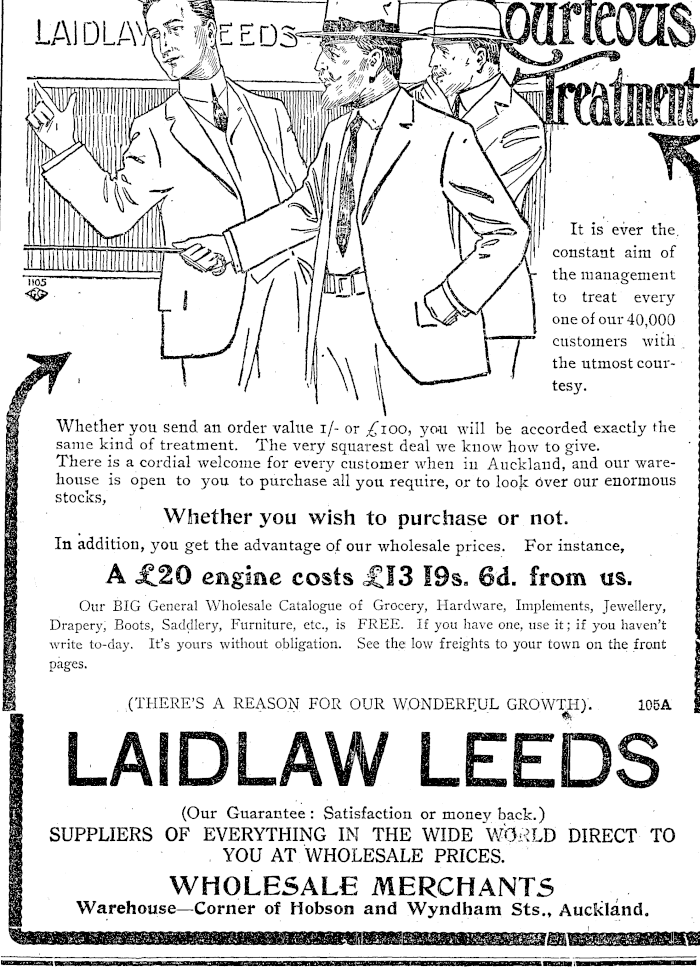 LAIDLAW LEEDS
Courteous
Treatment
1105
It is ever the
constant aim of
the management
to treat every
one of our 40,000
customers with
the utmost cour-
tesy.
Whether you send an order value 1/- or £100, you will be accorded exactly the
same kind of treatment. The very squarest deal we know how to give.
There is a cordial welcome for every customer when in Auckland, and our ware-
house is open to you to purchase all you require, or to look over our enormous
stocks,
Whether you wish to purchase or not.
In addition, you get the advantage of our wholesale prices. For instance,
A £20 engine costs £13 19s. 6d. from us.
Our BIG General Wholesale Catalogue of Grocery, Hardware, Implements, Jewellery,
Drapery, Boots, Saddlery, Furniture, etc., is FREE. If you have one, use it; if you haven't
write to-day. It's yours without obligation. See the low freights to your town on the front
pages.
(THERE'S A REASON FOR OUR WONDERFUL GROWTH). 105A
LAIDLAW LEEDS
(Our Guarantee: Satisfaction or money back.)
SUPPLIERS OF EVERYTHING IN THE WIDE WORLD DIRECT TO
YOU AT WHOLESALE PRICES.
WHOLESALE MERCHANTS
Warehouse—Corner of Hobson and Wyndham Sts., Auckland.